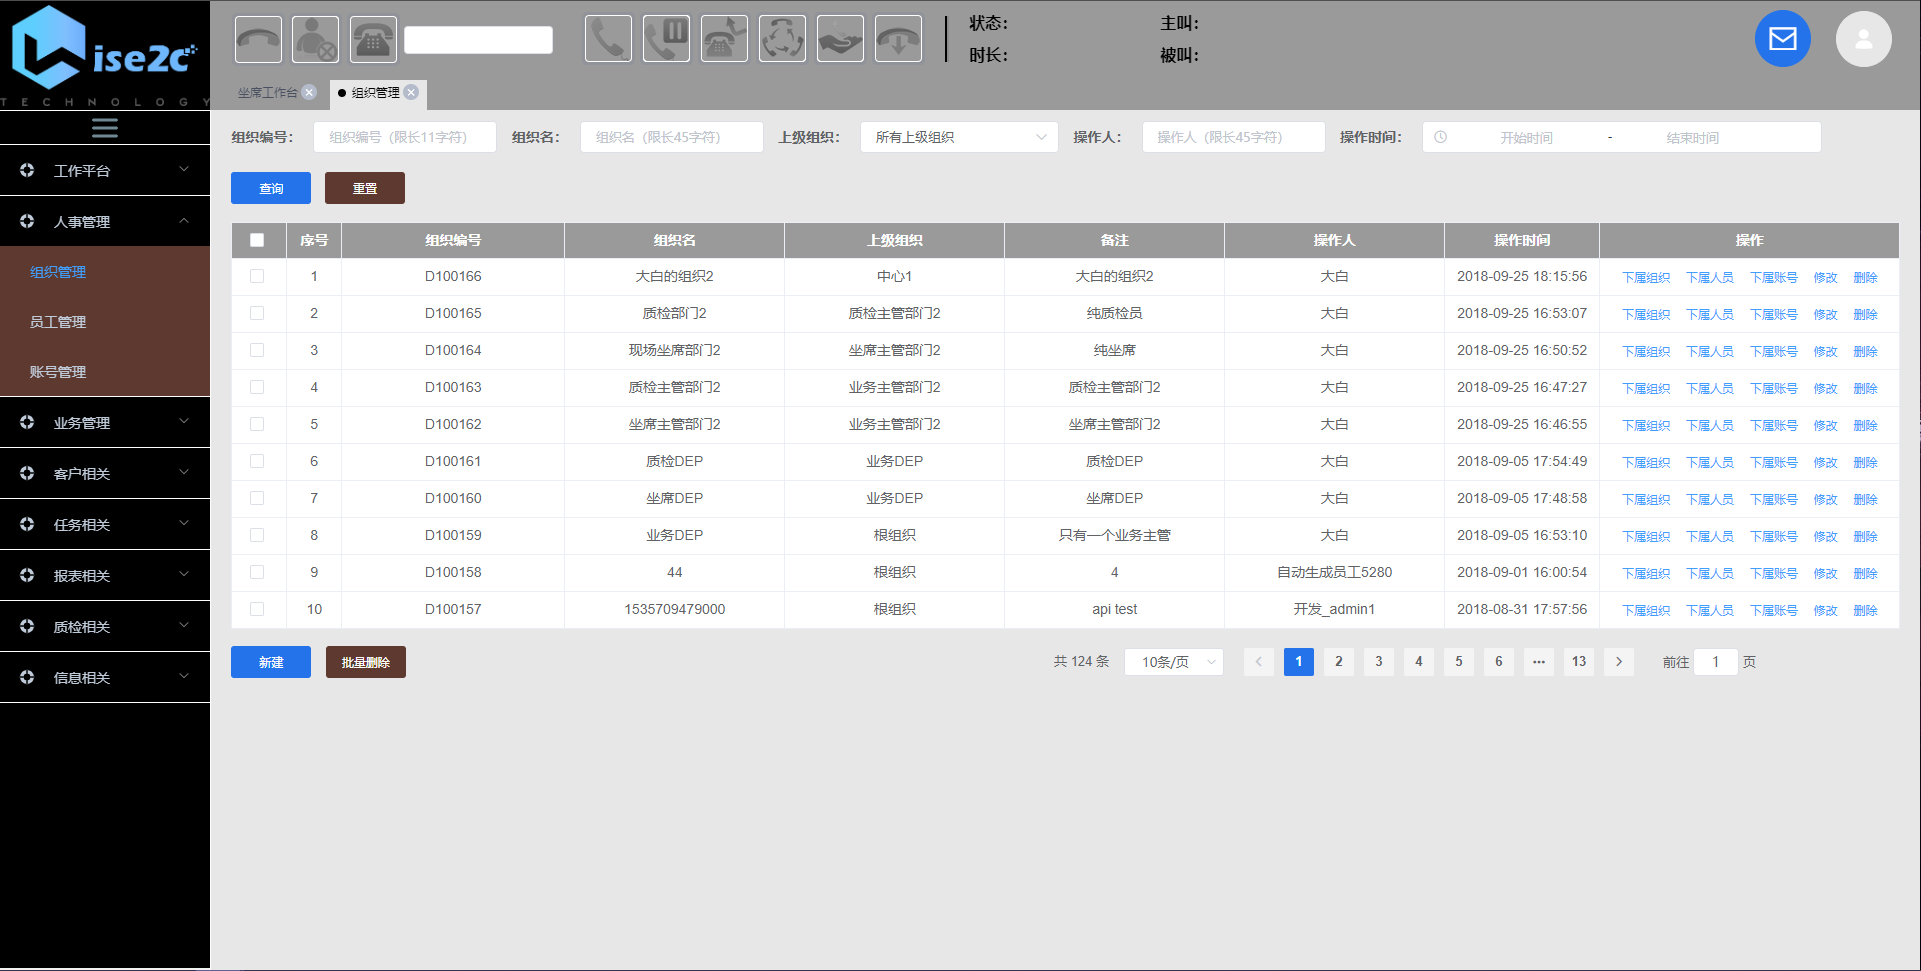 ise2c
TECHNOLOGY
状态：
主叫：
时长：
被叫：
坐席工作台
组织管理
工作平台
人事管理
组织管理
员工管理
账号管理
业务管理
客户相关
任务相关
报表相关
质检相关
信息相关
组织编号： 组织编号（限长11字符） 组织名： 组织名（限长45字符） 上级组织： 所有上级组织 操作人： 操作人（限长45字符） 操作时间： 开始时间 - 结束时间
查询 重置
序号 组织编号 组织名 上级组织 备注 操作人 操作时间 操作
1 D100166 大白的组织2 中心1 大白的组织2 大白 2018-09-25 18:15:56 下属组织 下属人员 下属账号 修改 删除
2 D100165 质检部门2 质检主管部门2 纯质检员 大白 2018-09-25 16:53:07 下属组织 下属人员 下属账号 修改 删除
3 D100164 现场坐席部门2 坐席主管部门2 纯坐席 大白 2018-09-25 16:50:52 下属组织 下属人员 下属账号 修改 删除
4 D100163 质检主管部门2 业务主管部门2 质检主管部门2 大白 2018-09-25 16:47:27 下属组织 下属人员 下属账号 修改 删除
5 D100162 坐席主管部门2 业务主管部门2 坐席主管部门2 大白 2018-09-25 16:46:55 下属组织 下属人员 下属账号 修改 删除
6 D100161 质检DEP 业务DEP 质检DEP 大白 2018-09-05 17:54:49 下属组织 下属人员 下属账号 修改 删除
7 D100160 坐席DEP 业务DEP 坐席DEP 大白 2018-09-05 17:48:58 下属组织 下属人员 下属账号 修改 删除
8 D100159 业务DEP 根组织 只有一个业务主管 大白 2018-09-05 16:53:10 下属组织 下属人员 下属账号 修改 删除
9 D100158 44 根组织 4 自动生成员工5280 2018-09-01 16:00:54 下属组织 下属人员 下属账号 修改 删除
10 D100157 1535709479000 根组织 api test 开发_admin1 2018-08-31 17:57:56 下属组织 下属人员 下属账号 修改 删除
新建 批量删除 共 124 条 10条/页 1 2 3 4 5 6 ··· 13 前往 1 页